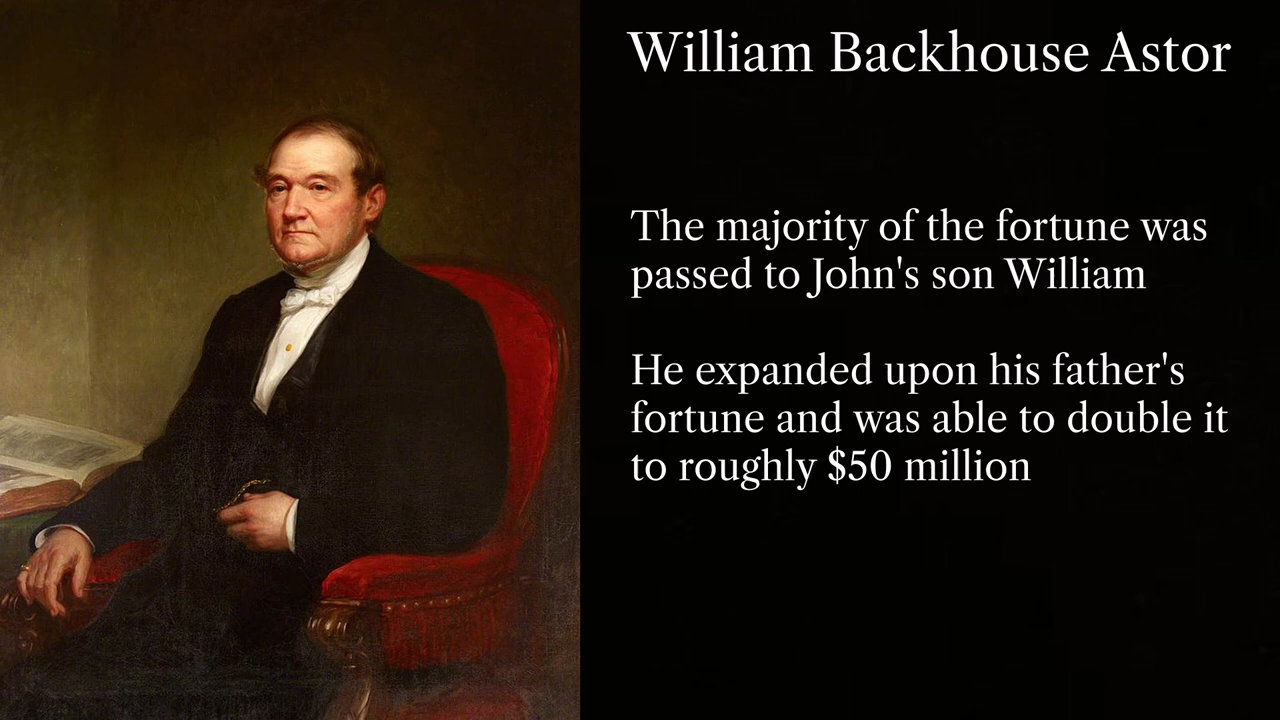 William Backhouse Astor
The majority of the fortune was
passed to John's son William
He expanded upon his father's
fortune and was able to double it
to roughly $50 million